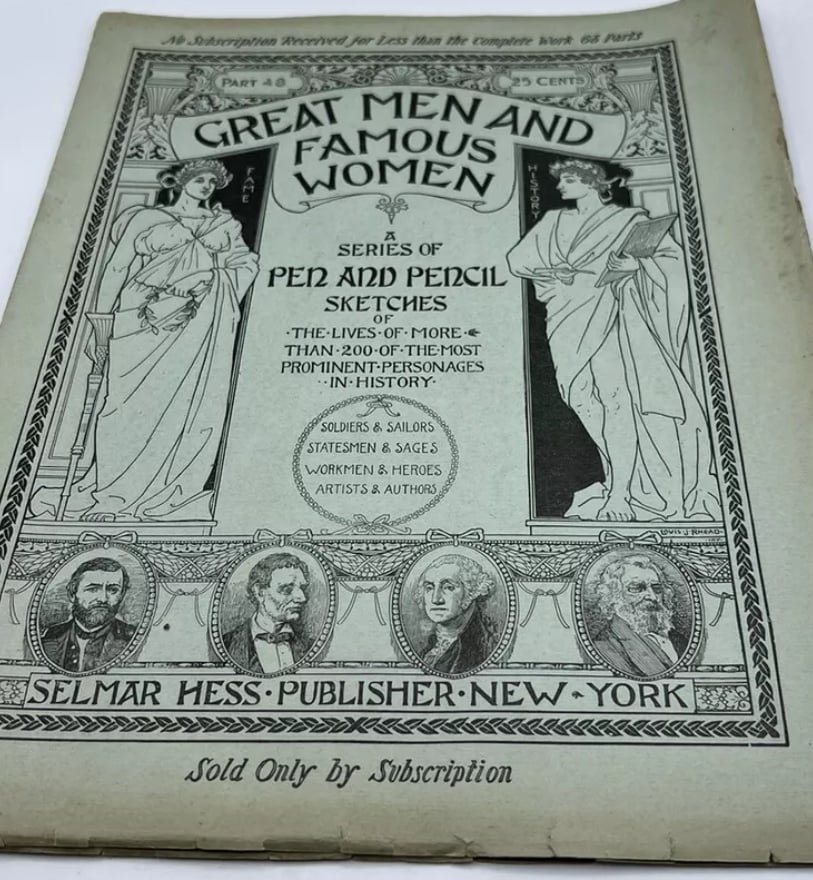 No Subscription Received for Less than the Complete Work 68 Parts
PART 48
25 CENTS
GREAT MEN AND
FAMOUS
WOMEN
FAME
HISTORY
A
SERIES OF
PEN AND PENCIL
SKETCHES
OF
·THE·LIVES·OF·MORE·
THAN·200·OF·THE·MOST
PROMINENT·PERSONAGES
··IN·HISTORY·
SOLDIERS & SAILORS
STATESMEN & SAGES
WORKMEN & HEROES
ARTISTS & AUTHORS
LOUIS·J·RHEAD·
SELMAR HESS·PUBLISHER·NEW·YORK
Sold Only by Subscription